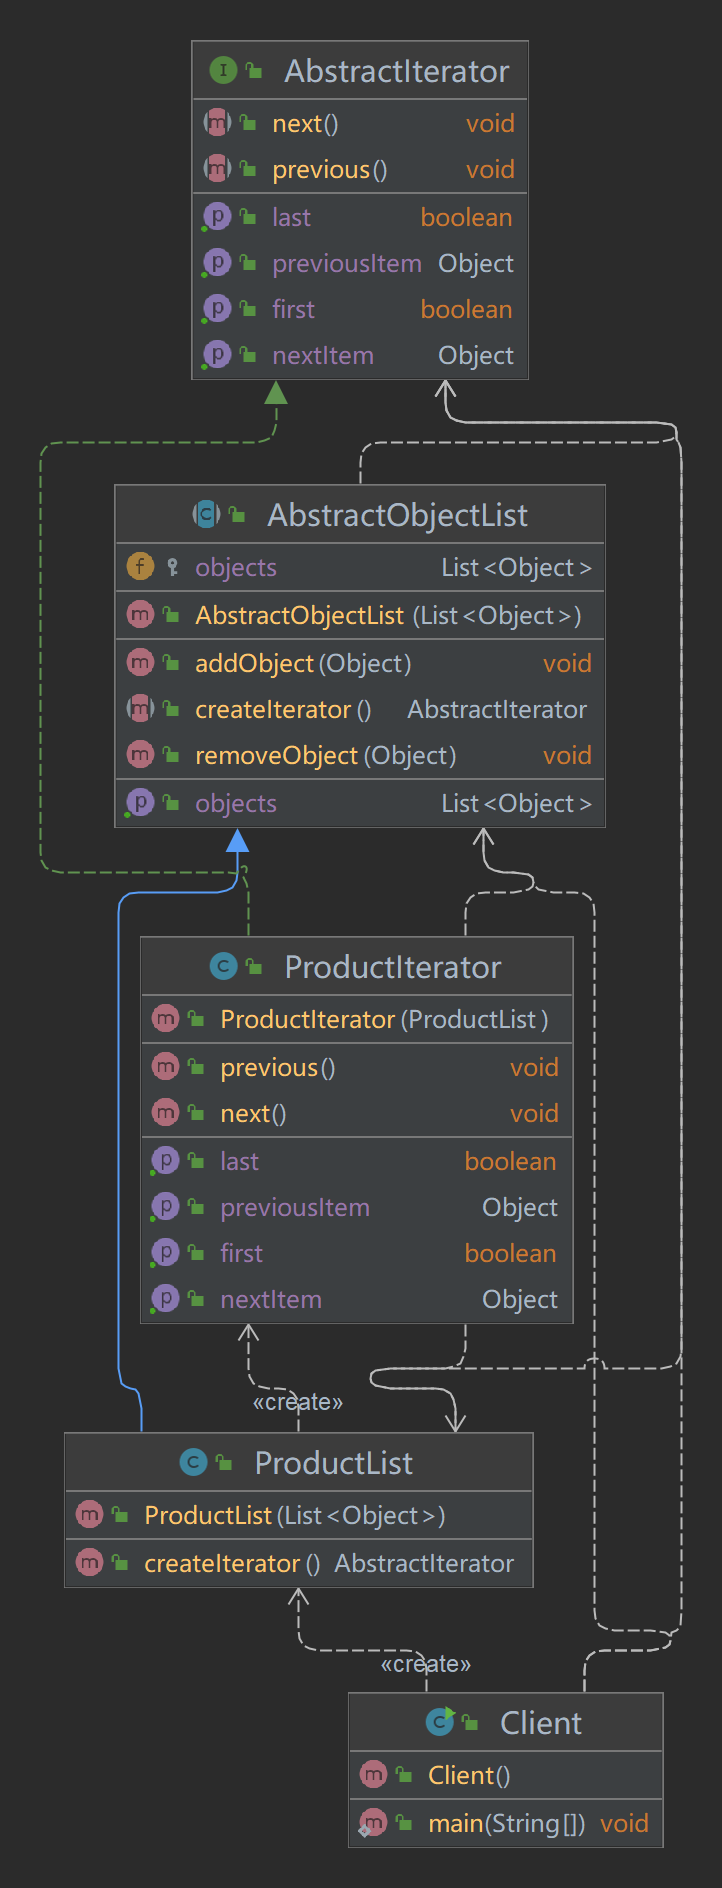 AbstractIterator
next() void
previous() void
last boolean
previousItem Object
first boolean
nextItem Object
AbstractObjectList
objects List<Object>
AbstractObjectList(List<Object>)
addObject(Object) void
createIterator() AbstractIterator
removeObject(Object) void
objects List<Object>
ProductIterator
ProductIterator(ProductList)
previous() void
next() void
last boolean
previousItem Object
first boolean
nextItem Object
«create»
ProductList
ProductList(List<Object>)
createIterator() AbstractIterator
«create»
Client
Client()
main(String[]) void